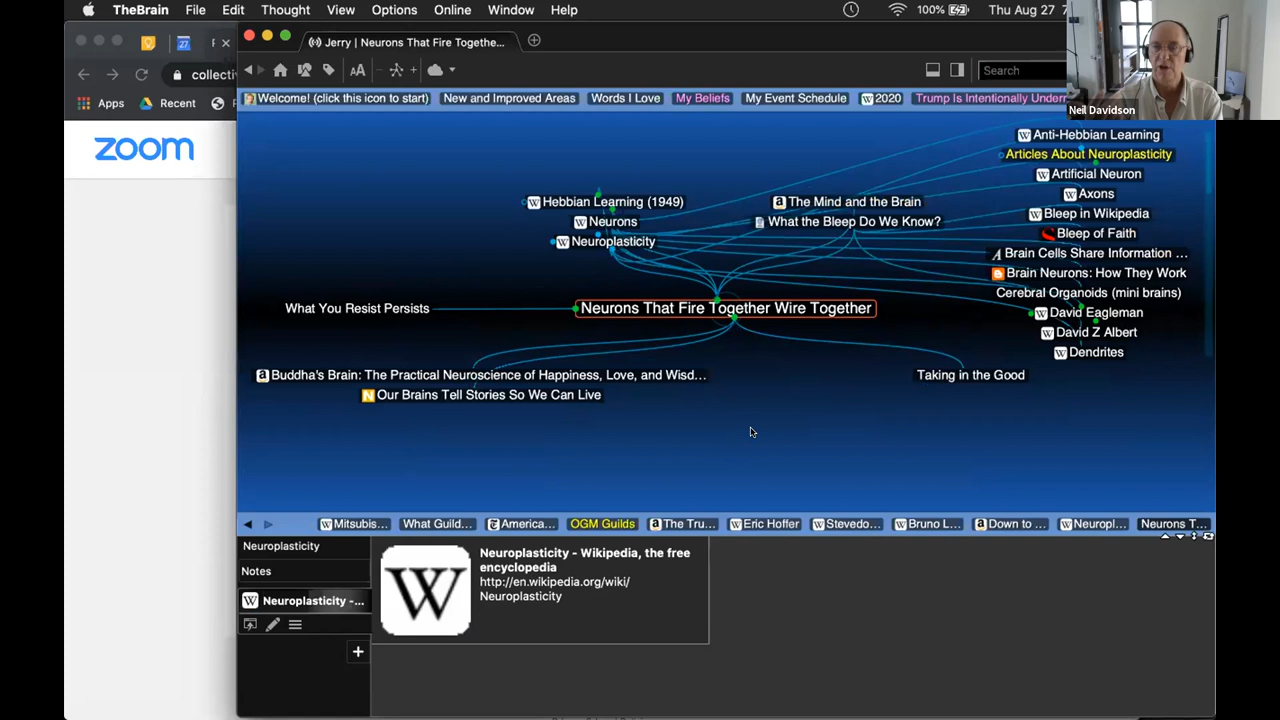 TheBrain File Edit Thought View Options Online Window Help 100% Thu Aug 27 7
Jerry | Neurons That Fire Togethe...
27
collecti
Search
Apps Recent
Neil Davidson
Welcome! (click this icon to start) New and Improved Areas Words I Love My Beliefs My Event Schedule 2020 Trump Is Intentionally Undern
zoom
Anti-Hebbian Learning
Articles About Neuroplasticity
Artificial Neuron
Axons
Hebbian Learning (1949) The Mind and the Brain
Bleep in Wikipedia
Neurons What the Bleep Do We Know?
Bleep of Faith
Neuroplasticity
Brain Cells Share Information ...
Brain Neurons: How They Work
Cerebral Organoids (mini brains)
What You Resist Persists Neurons That Fire Together Wire Together
David Eagleman
David Z Albert
Dendrites
Buddha's Brain: The Practical Neuroscience of Happiness, Love, and Wisd... Taking in the Good
Our Brains Tell Stories So We Can Live
Mitsubis... What Guild... America... OGM Guilds The Tru... Eric Hoffer Stevedo... Bruno L... Down to ... Neuropl... Neurons T...
Neuroplasticity
Notes
Neuroplasticity -...
Neuroplasticity - Wikipedia, the free
encyclopedia
http://en.wikipedia.org/wiki/
Neuroplasticity